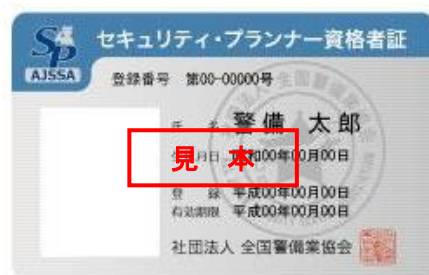 SP
AJSSA
セキュリティ・プランナー資格者証
登録番号 第00-00000号
氏 名 警備 太郎
生年月日 昭和00年00月00日
見 本
登 録 平成00年00月00日
有効期限 平成00年00月00日
社団法人 全国警備業協会